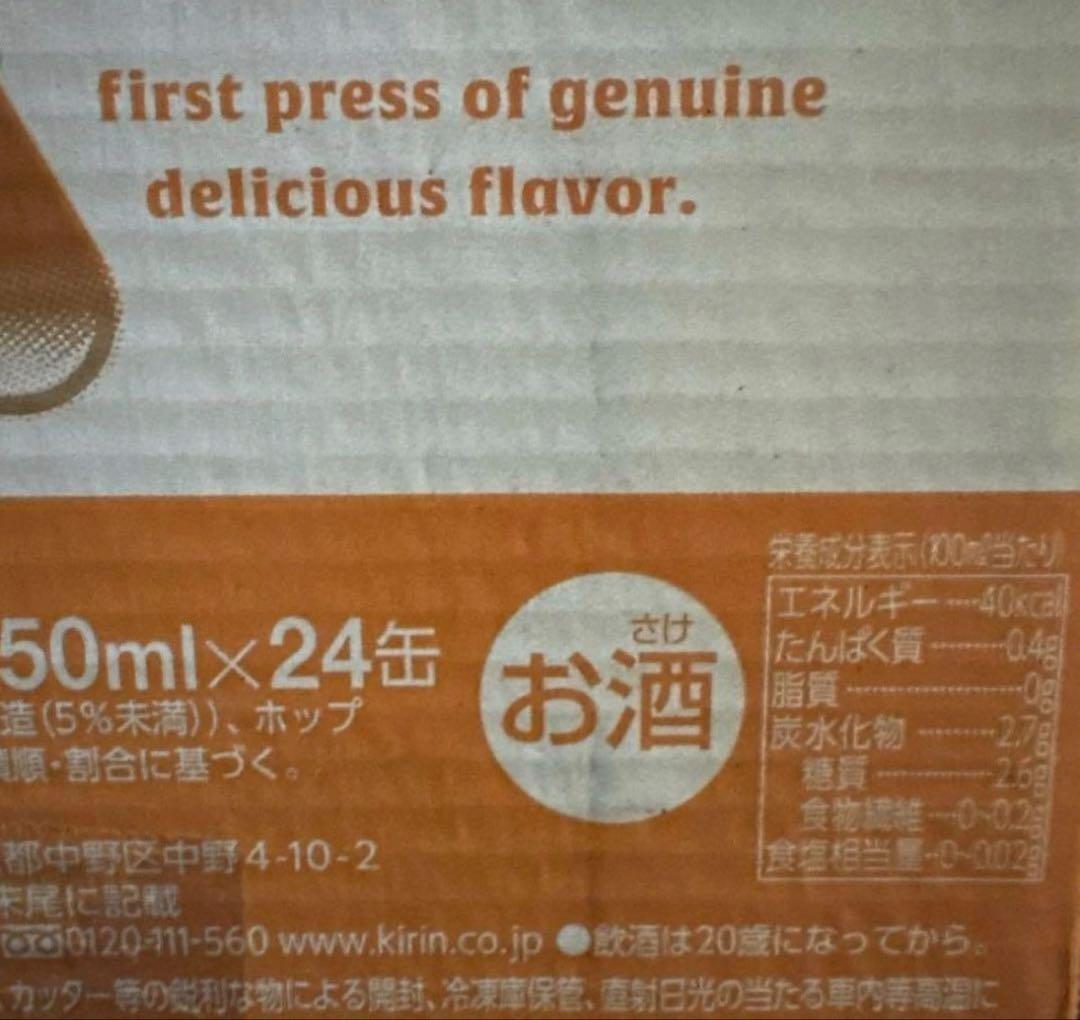 first press of genuine
delicious flavor.
50ml×24缶
造(5%未満))、ホップ
順・割合に基づく。
都中野区中野4-10-2
末尾に記載
0120-111-560 www.kirin.co.jp ●飲酒は20歳になってから。
カッター等の鋭利な物による開封、冷凍庫保管、直射日光の当たる車内等高温に
さけ
お酒
栄養成分表示(100ml当たり)
エネルギー----40kcal
たんぱく質--------0.4g
脂質----------------0g
炭水化物--------2.7g
糖質------------2.6g
食物繊維---0~0.2g
食塩相当量--0~0.02g